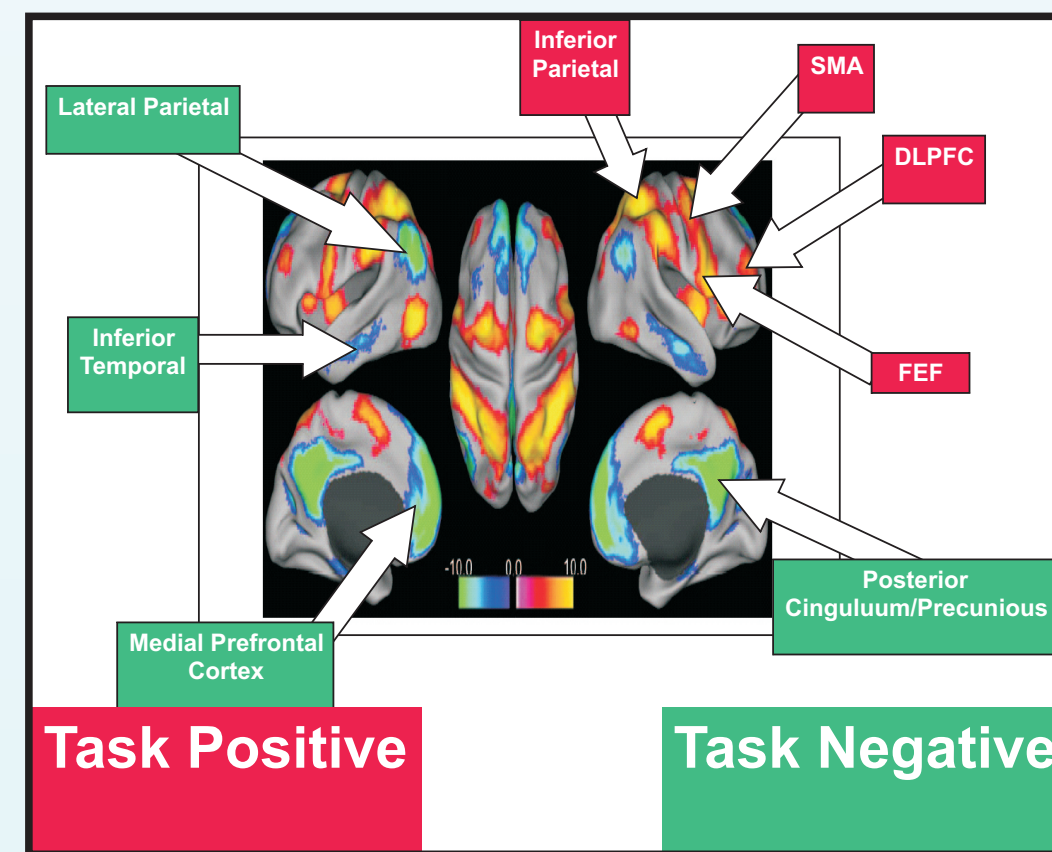 Inferior
Parietal
SMA
Lateral Parietal
DLPFC
Inferior
Temporal
FEF
-10.0 0.0 10.0
Posterior
Cinguluum/Precunious
Medial Prefrontal
Cortex
Task Positive
Task Negative